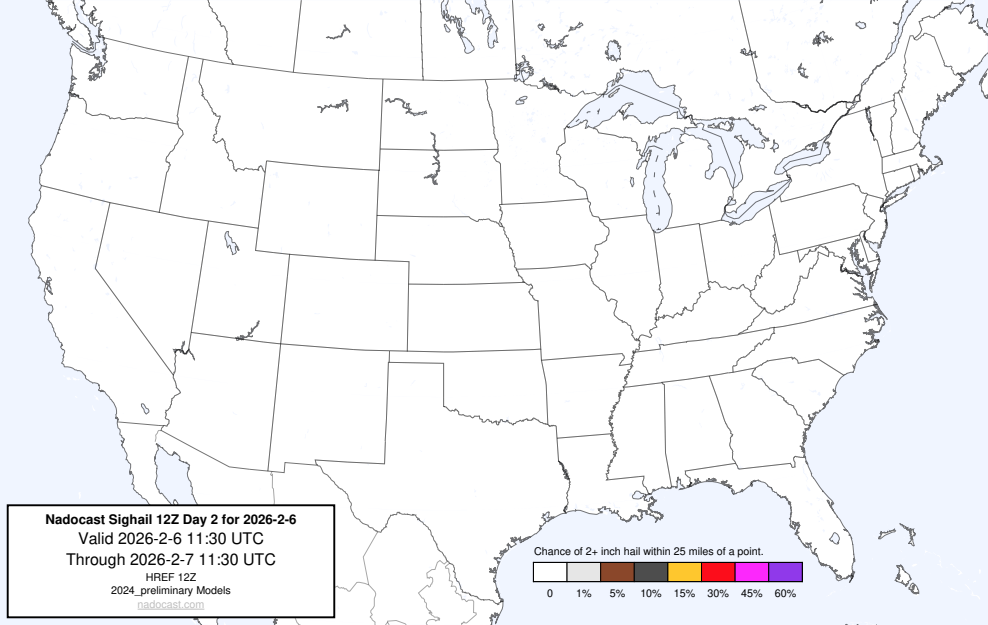 Nadocast Sighail 12Z Day 2 for 2026-2-6
Valid 2026-2-6 11:30 UTC
Through 2026-2-7 11:30 UTC
HREF 12Z
2024_preliminary Models
nadocast.com
Chance of 2+ inch hail within 25 miles of a point.
0 1% 5% 10% 15% 30% 45% 60%